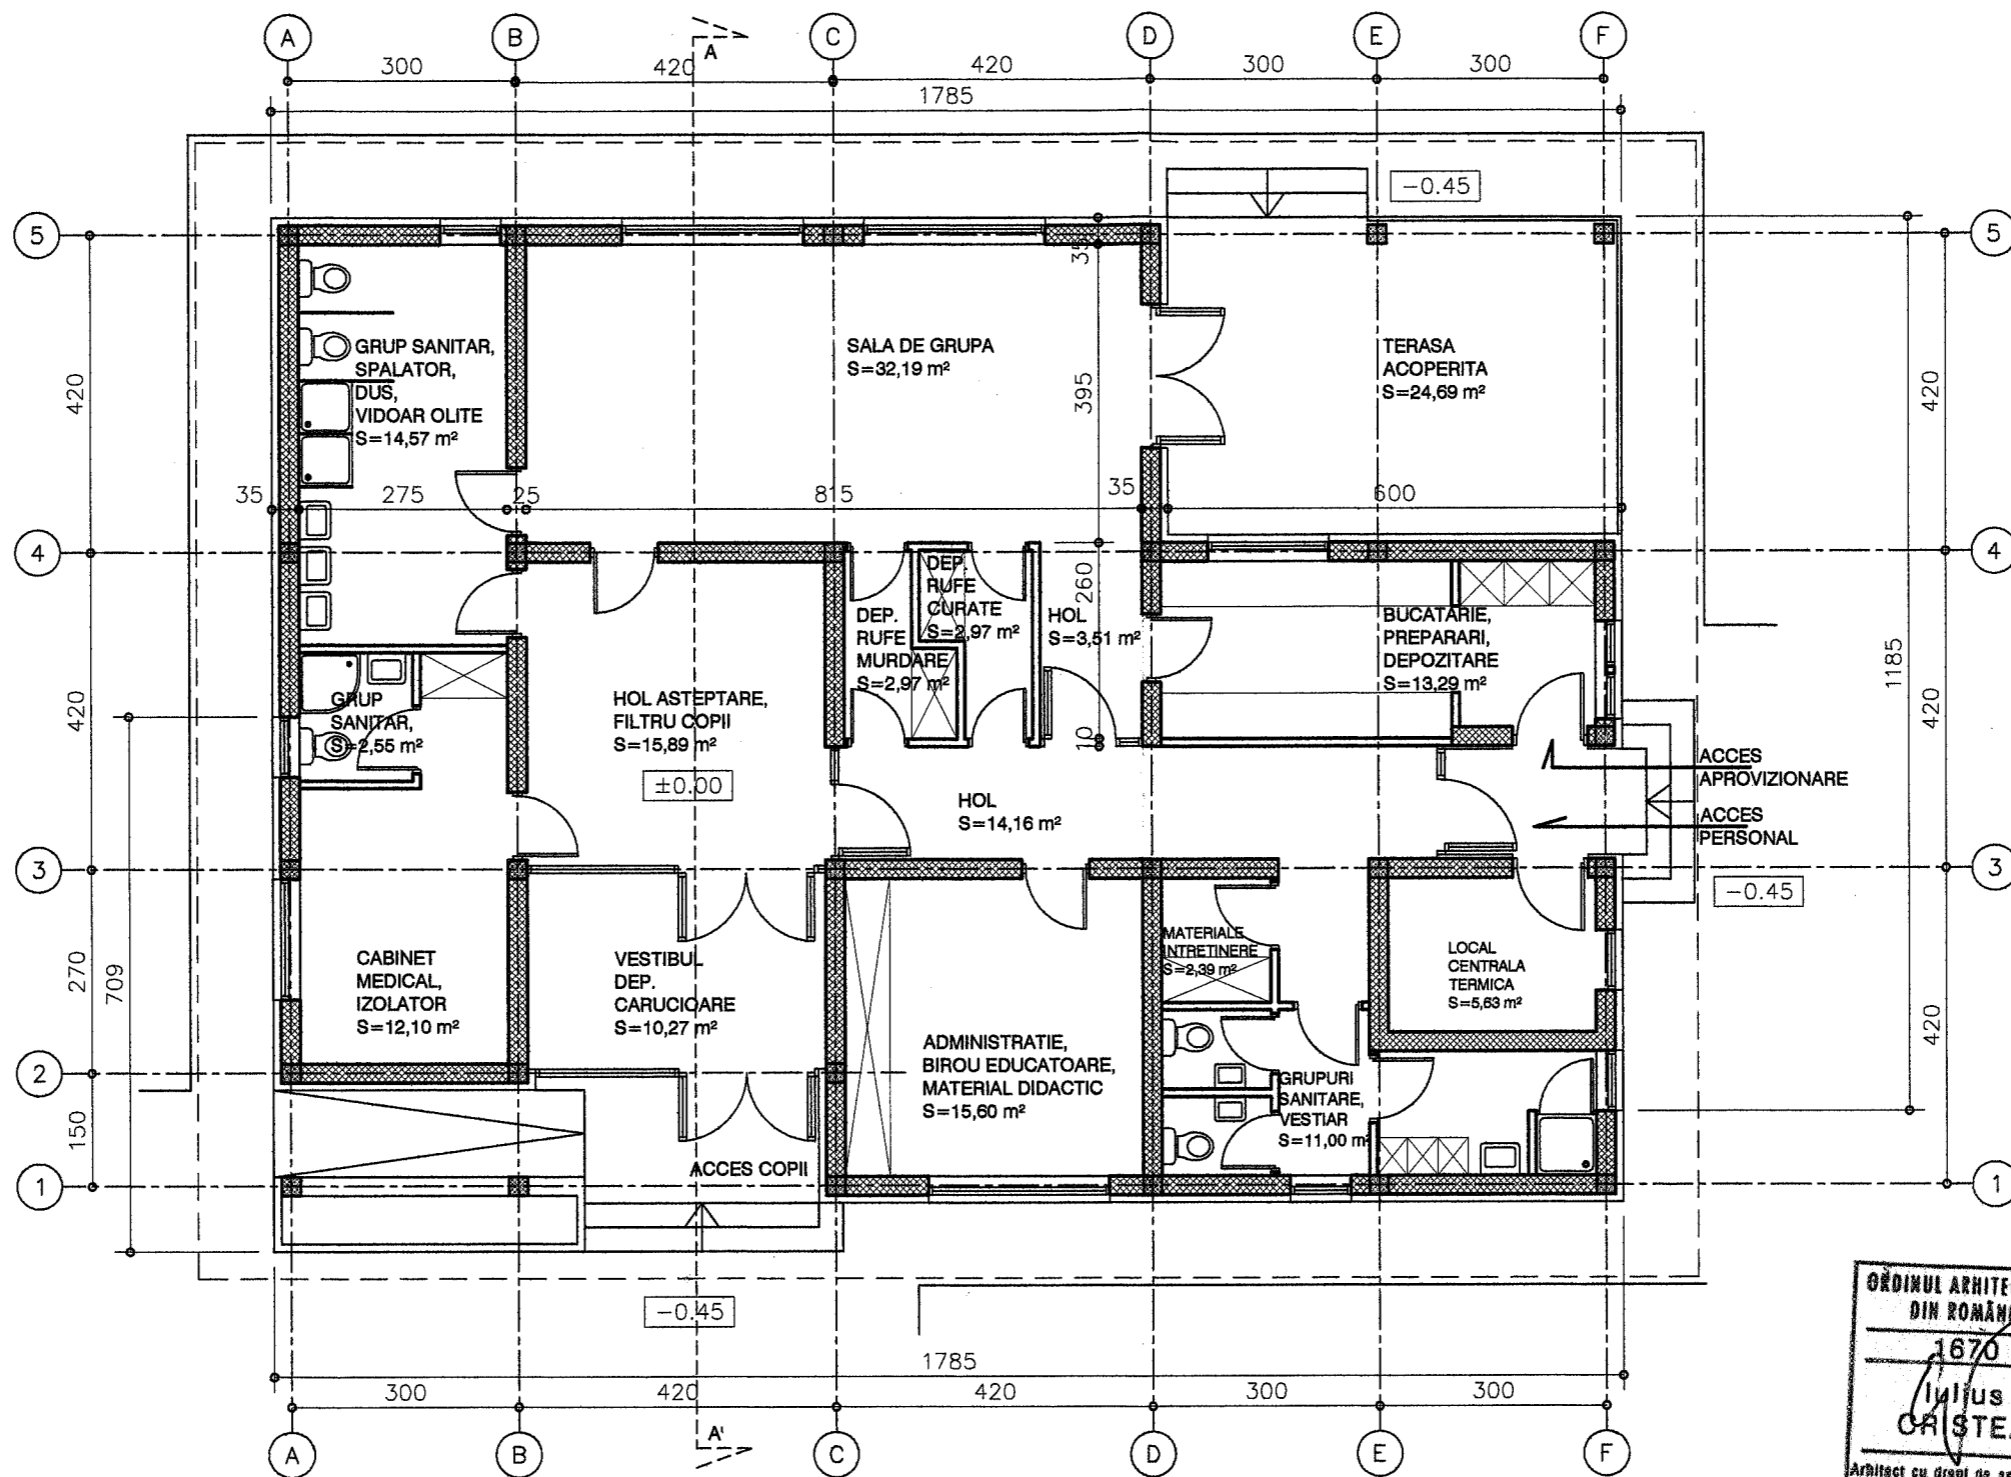 A B C D E F
A
300 420 420 300 300
1785
-0.45
5 5
35
GRUP SANITAR,
SPALATOR,
DUS,
VIDOAR OLITE
S=14,57 m²
SALA DE GRUPA
S=32,19 m²
TERASA
ACOPERITA
S=24,69 m²
420 395 420
35 275 25 815 35 600
4 4
DEP.
RUFE
CURATE
S=2,97 m²
DEP.
RUFE
MURDARE
S=2,97 m²
260
HOL
S=3,51 m²
BUCATARIE,
PREPARARI,
DEPOZITARE
S=13,29 m²
1185
GRUP
SANITAR,
S=2,55 m²
HOL ASTEPTARE,
FILTRU COPII
S=15,89 m²
420 10 420
±0.00
HOL
S=14,16 m²
ACCES
APROVIZIONARE
ACCES
PERSONAL
3 3
-0.45
CABINET
MEDICAL,
IZOLATOR
S=12,10 m²
VESTIBUL
DEP.
CARUCIOARE
S=10,27 m²
MATERIALE
INTRETINERE
S=2,39 m²
LOCAL
CENTRALA
TERMICA
S=5,63 m²
270 709 420
ADMINISTRATIE,
BIROU EDUCATOARE,
MATERIAL DIDACTIC
S=15,60 m²
GRUPURI
SANITARE,
VESTIAR
S=11,00 m²
2
150
ACCES COPII
1 1
-0.45
1785
300 420 420 300 300
A'
A B C D E F
ORDINUL ARHITE
DIN ROMÂN
1670
Iulius
CRISTE
Arhitect cu drept de